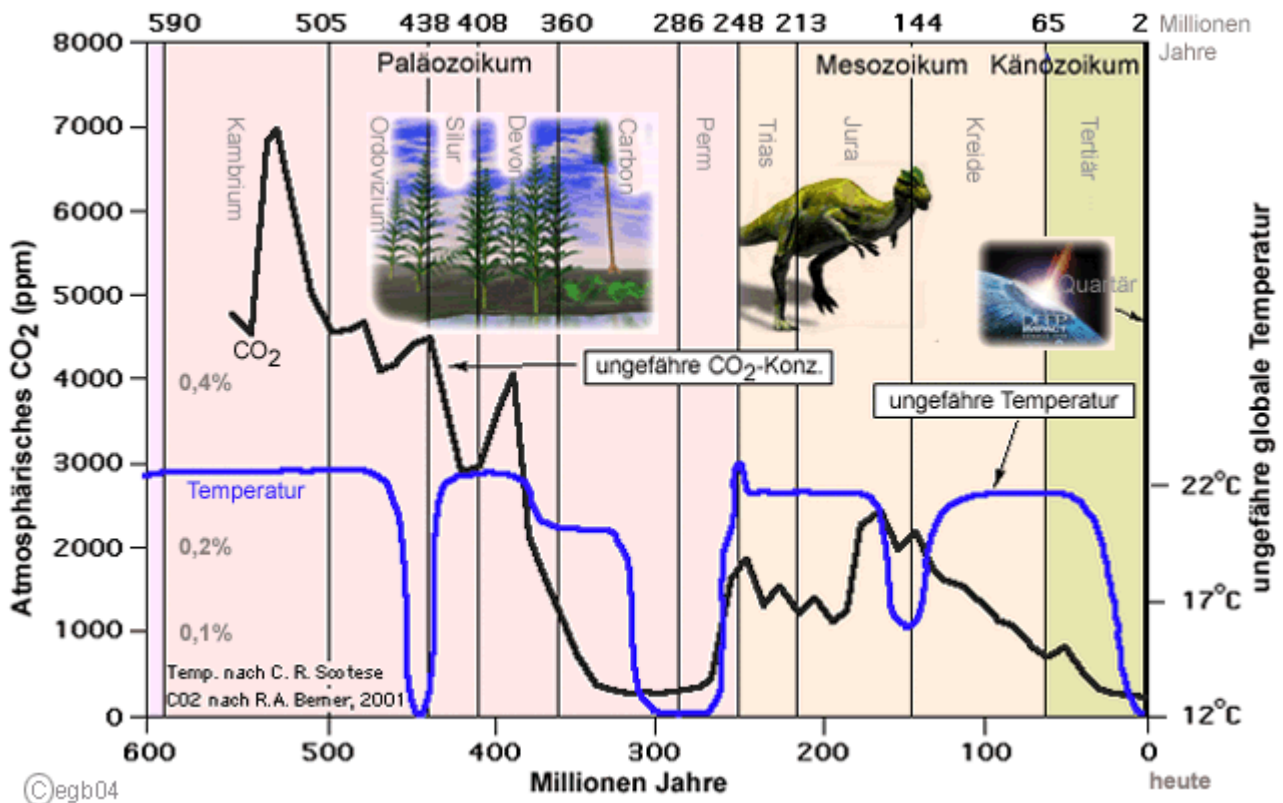 590 505 438 408 360 286 248 213 144 65 2 Millionen
Jahre
8000
7000
6000
5000
4000
3000
2000
1000
0
Atmosphärisches CO2 (ppm)
Paläozoikum
Mesozoikum
Känozoikum
Kambrium
Ordovizium
Silur
Devon
Carbon
Perm
Trias
Jura
Kreide
Tertiär
Quartär
DEEP
IMPACT
CO2
ungefähre CO2-Konz.
ungefähre Temperatur
0,4%
Temperatur
0,2%
0,1%
Temp. nach C. R. Scotese
CO2 nach R.A. Berner, 2001
22°C
17°C
12°C
ungefähre globale Temperatur
600 500 400 300 200 100 0
Millionen Jahre
heute
©egb04